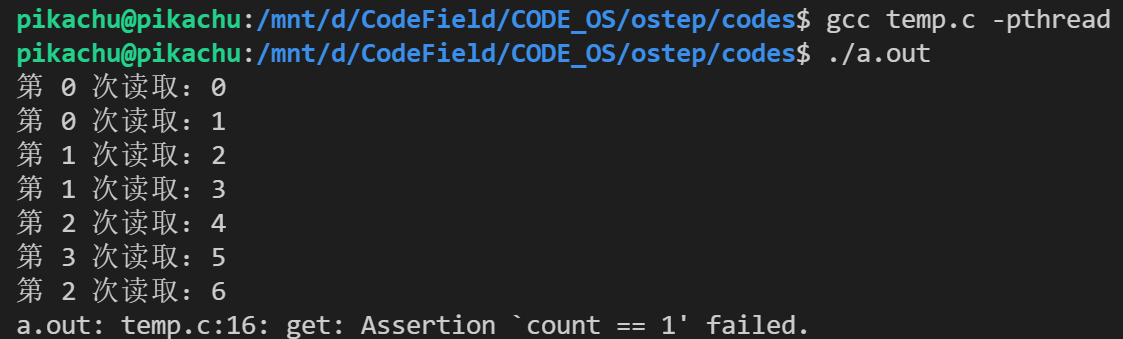 pikachu@pikachu:/mnt/d/CodeField/CODE_OS/ostep/codes$ gcc temp.c -pthread
pikachu@pikachu:/mnt/d/CodeField/CODE_OS/ostep/codes$ ./a.out
第 0 次读取：0
第 0 次读取：1
第 1 次读取：2
第 1 次读取：3
第 2 次读取：4
第 3 次读取：5
第 2 次读取：6
a.out: temp.c:16: get: Assertion `count == 1' failed.